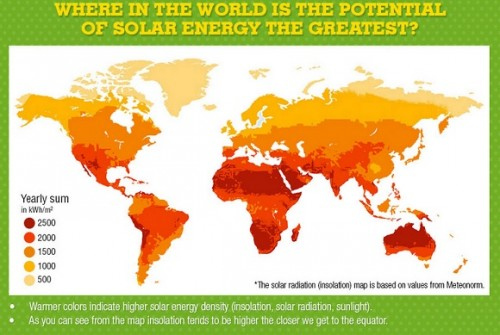 WHERE IN THE WORLD IS THE POTENTIAL
OF SOLAR ENERGY THE GREATEST?
Yearly sum
in kWh/m²
2500
2000
1500
1000
500
*The solar radiation (insolation) map is based on values from Meteonorm.
• Warmer colors indicate higher solar energy density (insolation, solar radiation, sunlight)
• As you can see from the map insolation tends to be higher the closer we get to the equator.